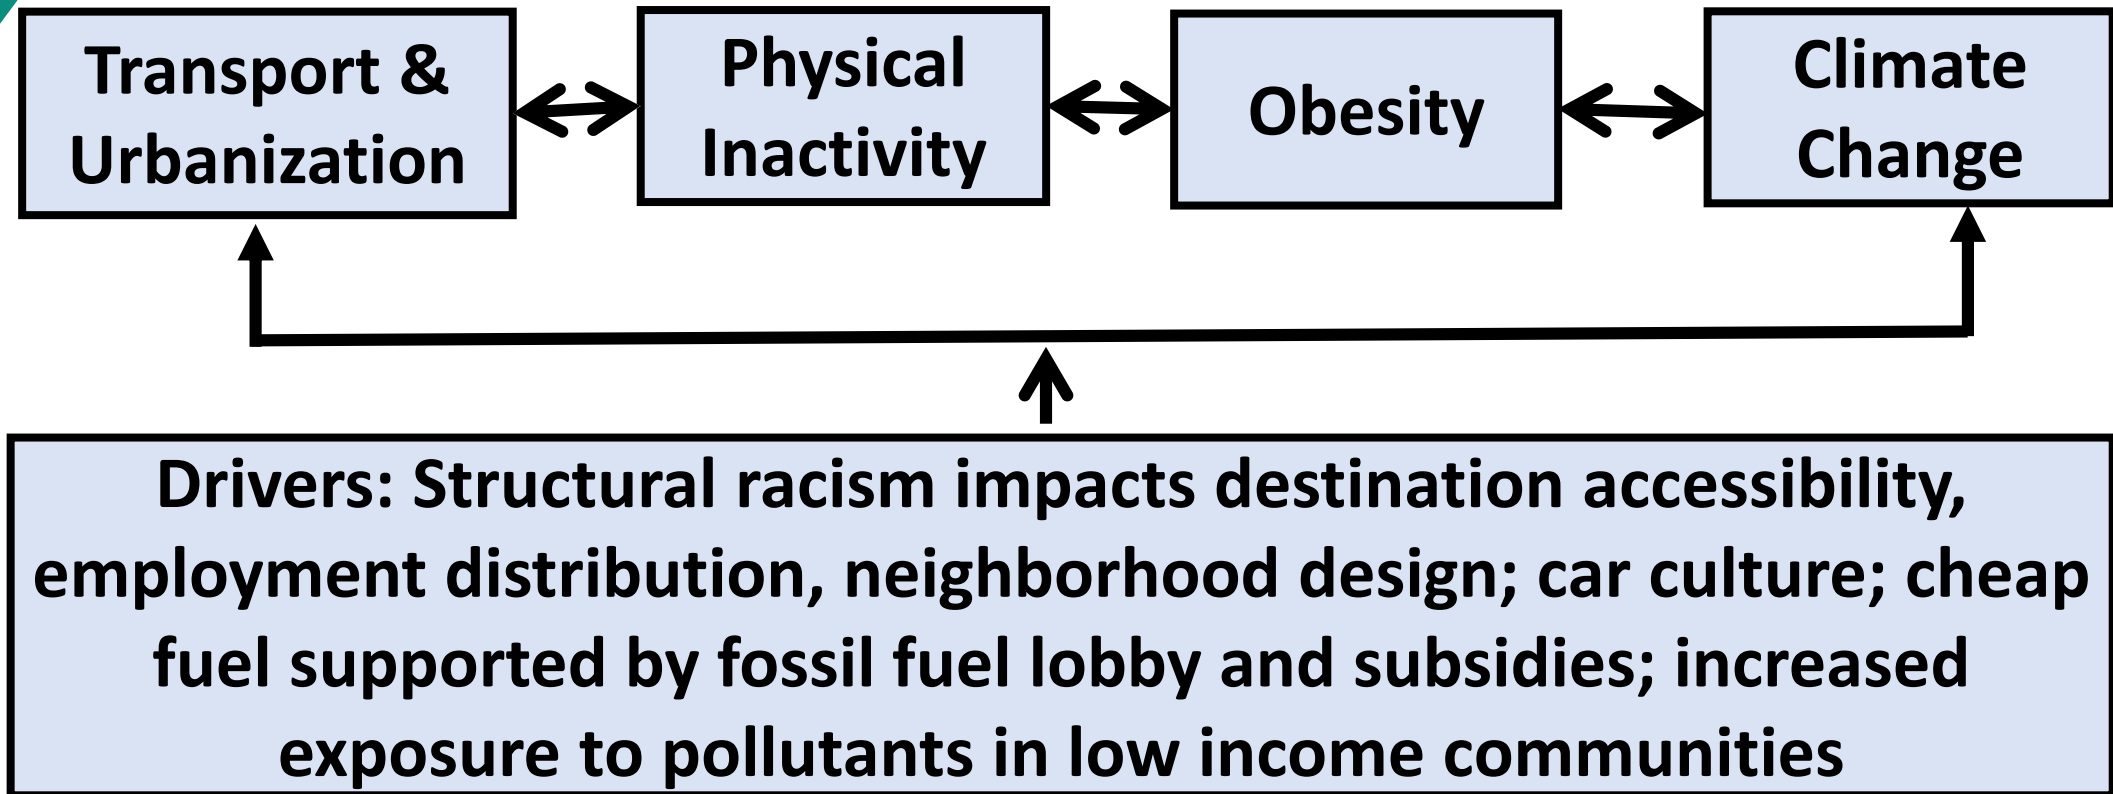 Transport &
Urbanization
Physical
Inactivity
Obesity
Climate
Change
Drivers: Structural racism impacts destination accessibility,
employment distribution, neighborhood design; car culture; cheap
fuel supported by fossil fuel lobby and subsidies; increased
exposure to pollutants in low income communities